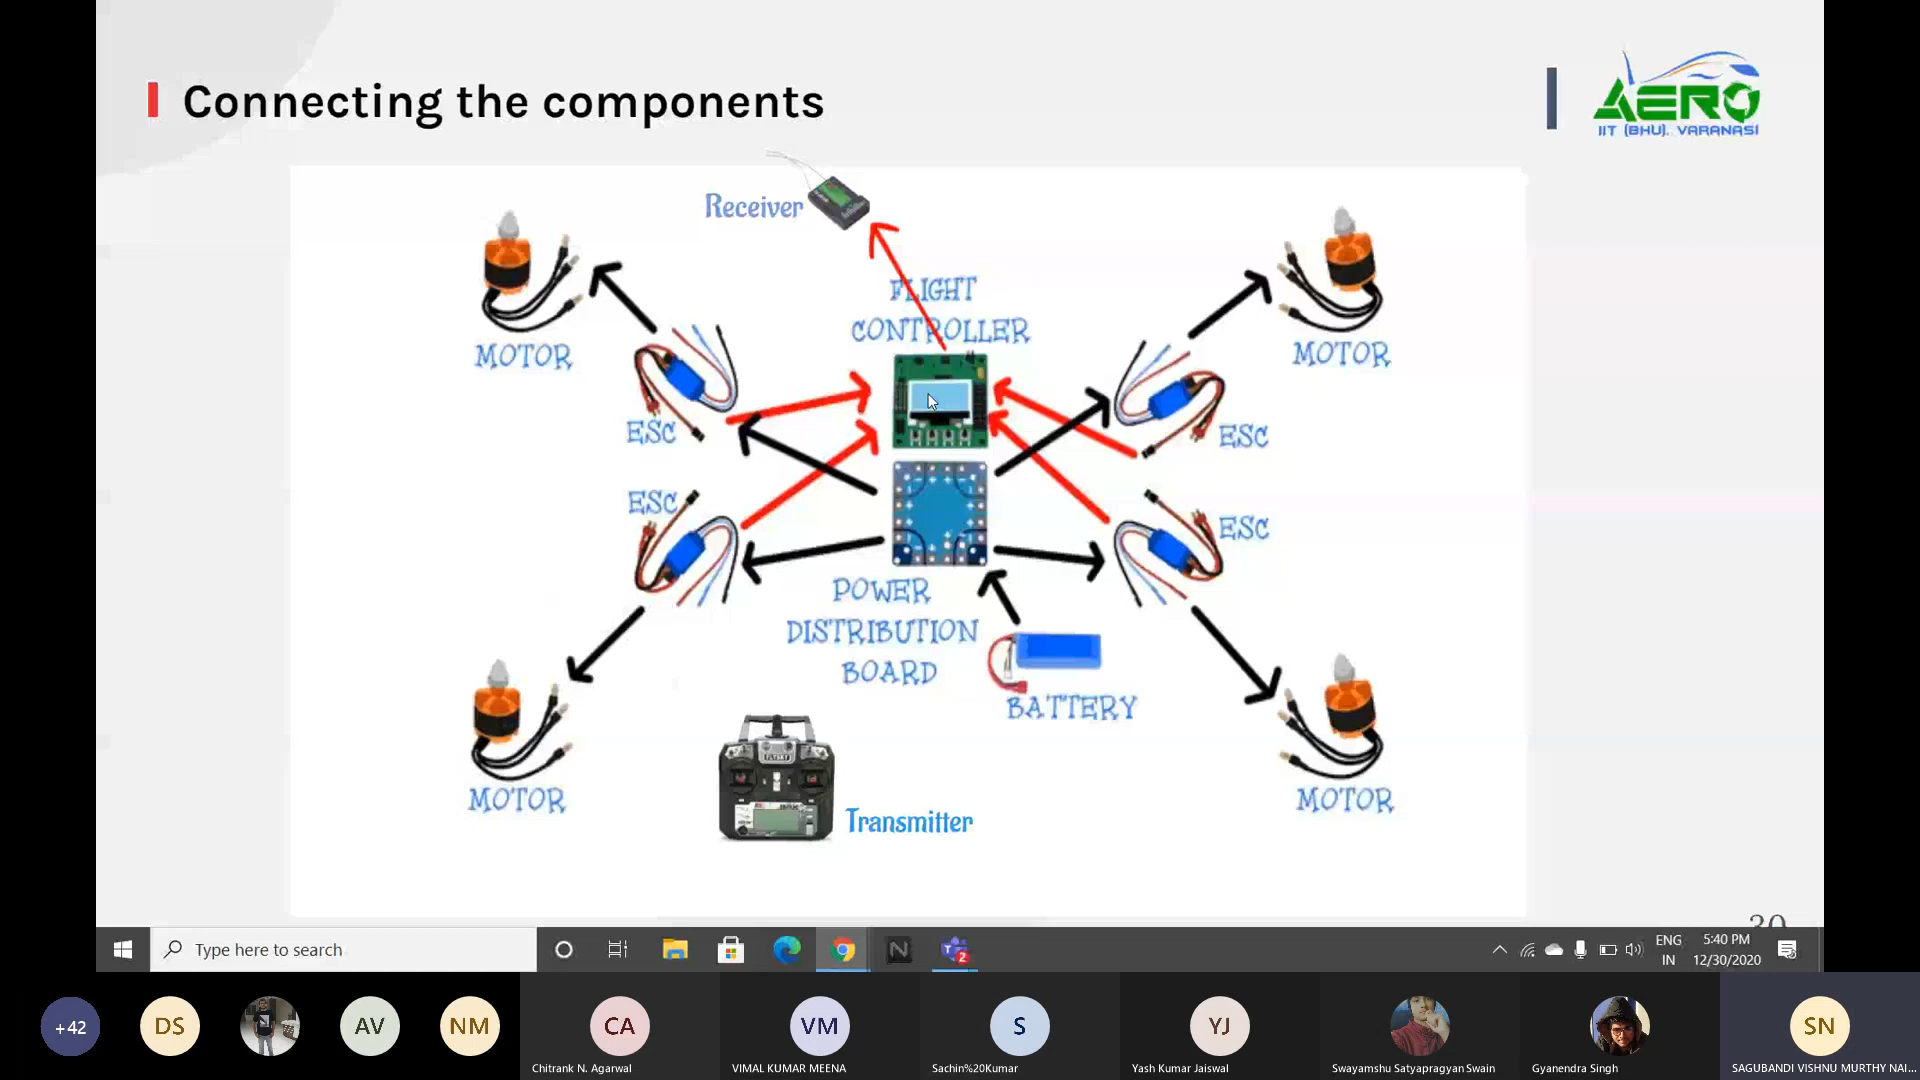 Connecting the components
AERO
IIT (BHU), VARANASI
Receiver
FLIGHT
CONTROLLER
MOTOR
MOTOR
ESC
ESC
ESC
ESC
POWER
DISTRIBUTION
BOARD
BATTERY
MOTOR
MOTOR
Transmitter
30
Type here to search
ENG
IN
5:40 PM
12/30/2020
2
+42
DS
AV
NM
CA
VM
S
YJ
SN
Chitrank N. Agarwal
VIMAL KUMAR MEENA
Sachin%20Kumar
Yash Kumar Jaiswal
Swayamshu Satyapragyan Swain
Gyanendra Singh
SAGUBANDI VISHNU MURTHY NAI...